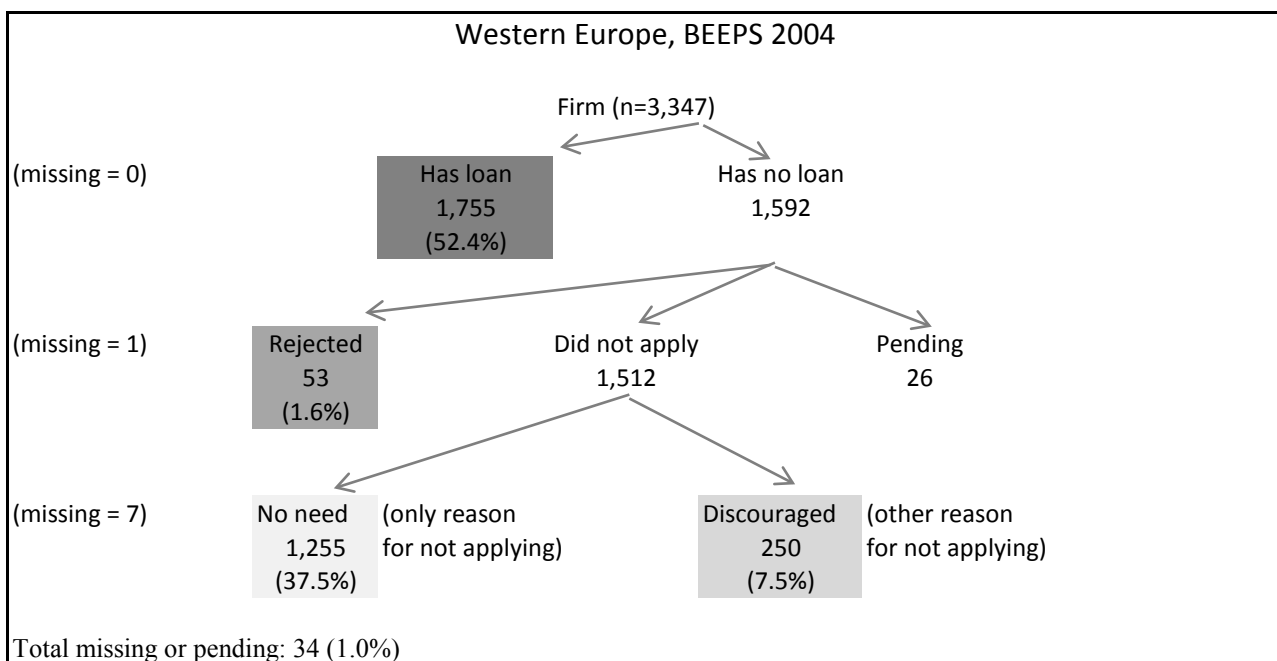 Western Europe, BEEPS 2004
Firm (n=3,347)
(missing = 0) Has loan Has no loan
1,755 1,592
(52.4%)
(missing = 1) Rejected Did not apply Pending
53 1,512 26
(1.6%)
(missing = 7) No need (only reason Discouraged (other reason
1,255 for not applying) 250 for not applying)
(37.5%) (7.5%)
Total missing or pending: 34 (1.0%)